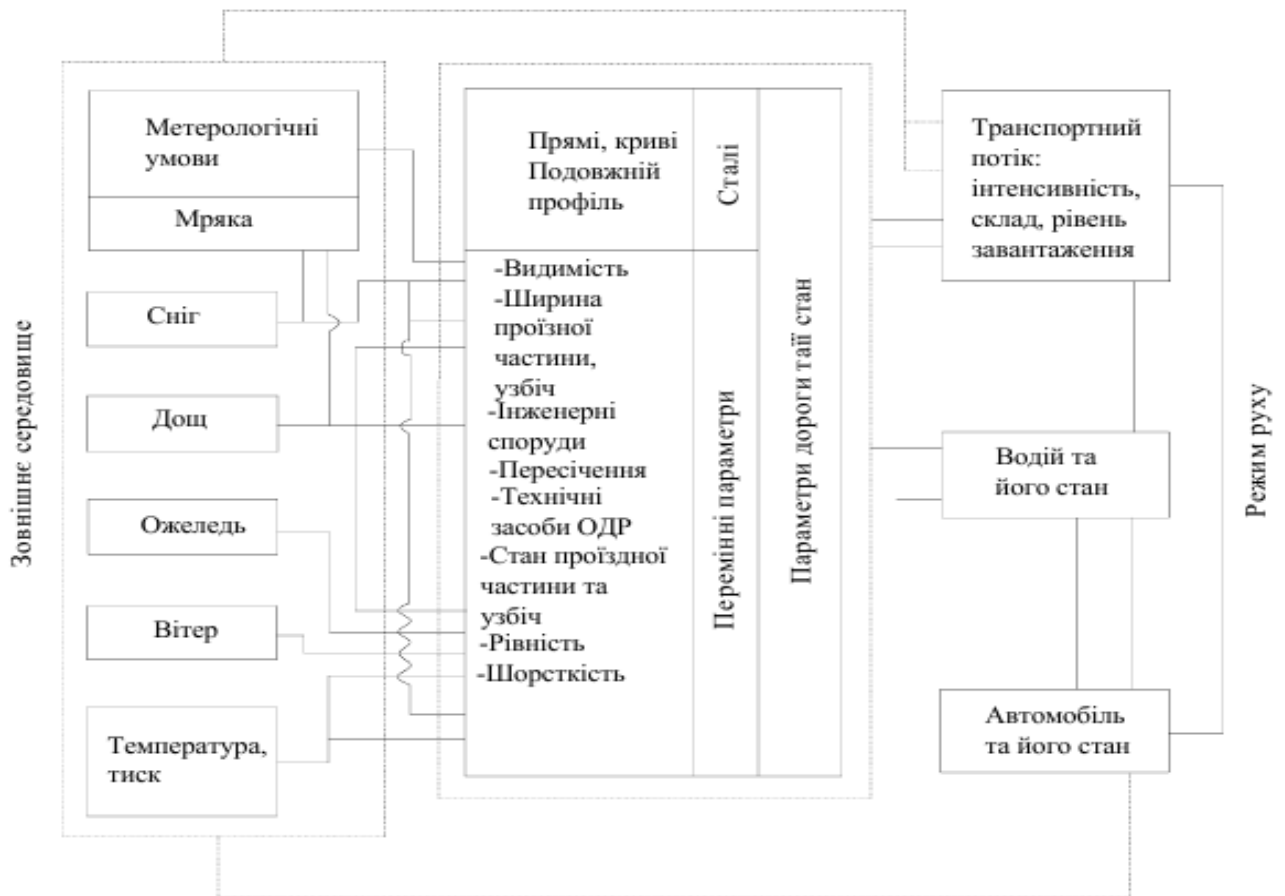 Зовнішнє середовище
Метерологічні
умови
Мряка
Сніг
Дощ
Ожеледь
Вітер
Температура,
тиск
Прямі, криві
Подовжній
профіль
Сталі
-Видимість
-Ширина
проїзної
частини,
узбіч
-Інженерні
споруди
-Пересічення
-Технічні
засоби ОДР
-Стан проїздної
частини та
узбіч
-Рівність
-Шорсткість
Перемінні параметри
Параметри дороги таїї стан
Транспортний
потік:
інтенсивність,
склад, рівень
завантаження
Водій та
його стан
Автомобіль
та його стан
Режим руху